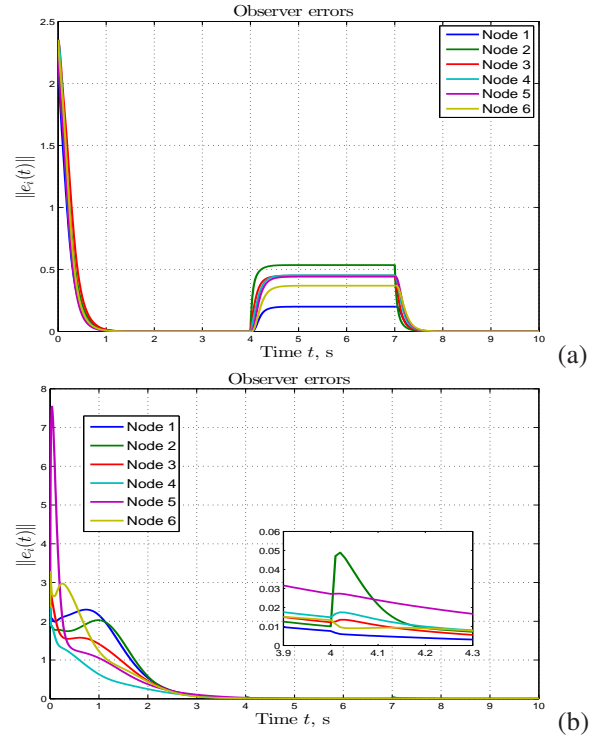 Observer errors
2.5
2
1.5
1
0.5
0
‖e_i(t)‖
Node 1
Node 2
Node 3
Node 4
Node 5
Node 6
0 1 2 3 4 5 6 7 8 9 10
Time t, s
(a)
Observer errors
8
7
6
5
4
3
2
1
0
‖e_i(t)‖
Node 1
Node 2
Node 3
Node 4
Node 5
Node 6
0.06
0.05
0.04
0.03
0.02
0.01
0
3.9 4 4.1 4.2 4.3
0 1 2 3 4 5 6 7 8 9 10
Time t, s
(b)